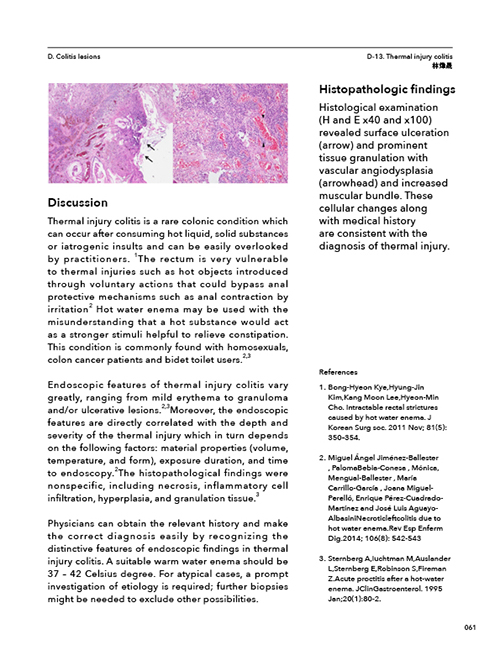 D. Colitis lesions
D-13. Thermal injury colitis
林煒晟
Histopathologic findings
Histological examination
(H and E x40 and x100)
revealed surface ulceration
(arrow) and prominent
tissue granulation with
vascular angiodysplasia
(arrowhead) and increased
muscular bundle. These
cellular changes along
with medical history
are consistent with the
diagnosis of thermal injury.
Discussion
Thermal injury colitis is a rare colonic condition which
can occur after consuming hot liquid, solid substances
or iatrogenic insults and can be easily overlooked
by practitioners. 1The rectum is very vulnerable
to thermal injuries such as hot objects introduced
through voluntary actions that could bypass anal
protective mechanisms such as anal contraction by
irritation2 Hot water enema may be used with the
misunderstanding that a hot substance would act
as a stronger stimuli helpful to relieve constipation.
This condition is commonly found with homosexuals,
colon cancer patients and bidet toilet users.2,3
Endoscopic features of thermal injury colitis vary
greatly, ranging from mild erythema to granuloma
and/or ulcerative lesions.2,3Moreover, the endoscopic
features are directly correlated with the depth and
severity of the thermal injury which in turn depends
on the following factors: material properties (volume,
temperature, and form), exposure duration, and time
to endoscopy.2The histopathological findings were
nonspecific, including necrosis, inflammatory cell
infiltration, hyperplasia, and granulation tissue.3
Physicians can obtain the relevant history and make
the correct diagnosis easily by recognizing the
distinctive features of endoscopic findings in thermal
injury colitis. A suitable warm water enema should be
37 – 42 Celsius degree. For atypical cases, a prompt
investigation of etiology is required; further biopsies
might be needed to exclude other possibilities.
References
1. Bong-Hyeon Kye,Hyung-Jin
Kim,Kang Moon Lee,Hyeon-Min
Cho. Intractable rectal strictures
caused by hot water enema. J
Korean Surg soc. 2011 Nov; 81(5):
350-354.
2. Miguel Ángel Jiménez-Ballester
, PalomaBebia-Conesa , Mónica,
Mengual-Ballester , María
Carrillo-García , Joana Miguel-
Perelló, Enrique Pérez-Cuadrado-
Martínez and José Luis Aguayo-
AlbasiniNecroticleftcolitis due to
hot water enema.Rev Esp Enferm
Dig.2014; 106(8): 542-543
3. Sternberg A,Iuchtman M,Auslander
L,Sternberg E,Robinson S,Fireman
Z.Acute proctitis after a hot-water
enema. JClinGastroenterol. 1995
Jan;20(1):80-2.
061